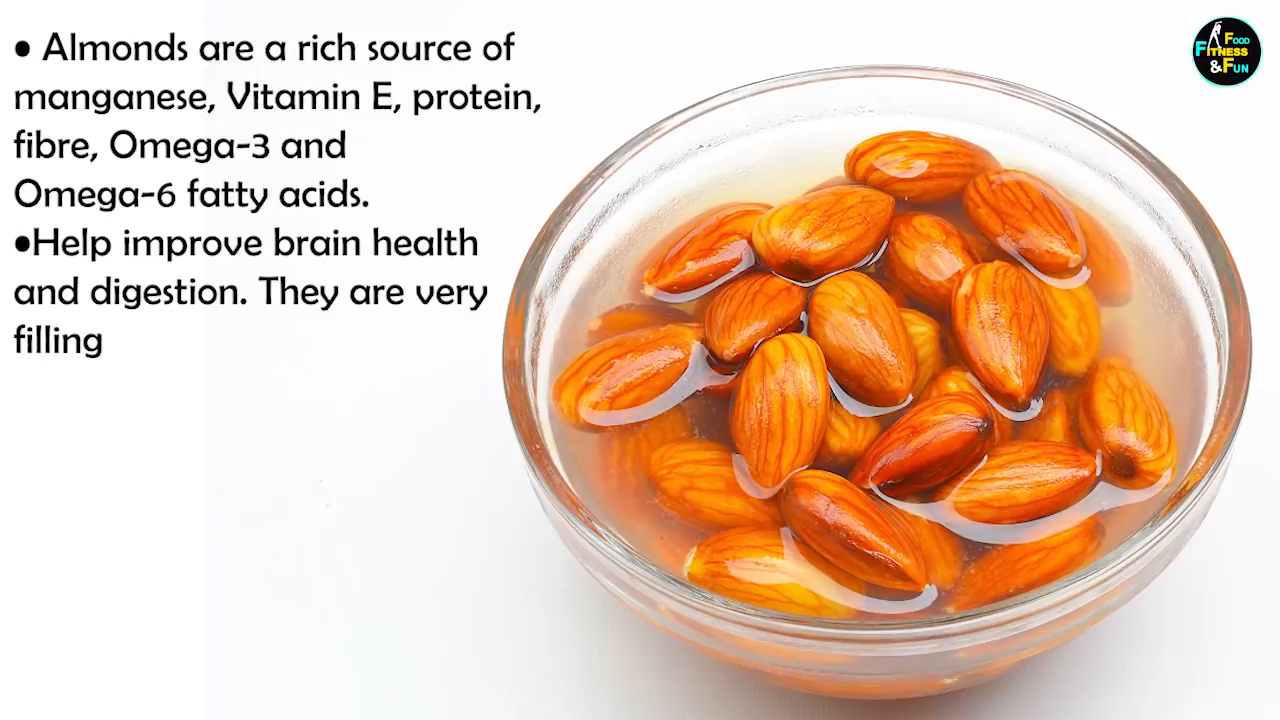 • Almonds are a rich source of
manganese, Vitamin E, protein,
fibre, Omega-3 and
Omega-6 fatty acids.
•Help improve brain health
and digestion. They are very
filling
FOOD
FITNESS
&FUN